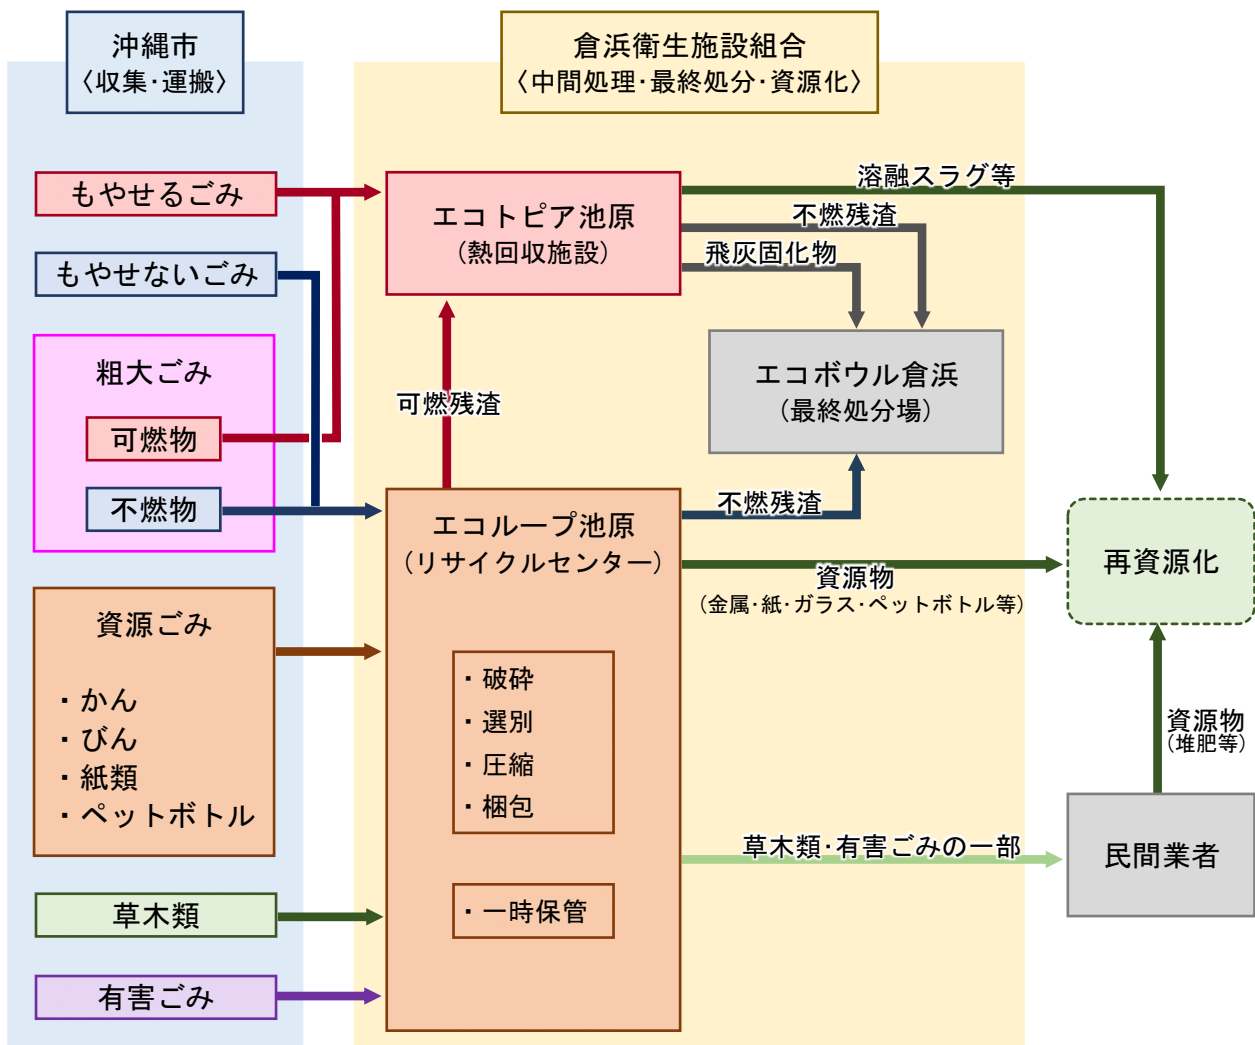 沖縄市
〈収集･運搬〉
倉浜衛生施設組合
〈中間処理･最終処分･資源化〉
もやせるごみ
もやせないごみ
粗大ごみ
可燃物
不燃物
資源ごみ
・かん
・びん
・紙類
・ペットボトル
草木類
有害ごみ
エコトピア池原
（熱回収施設）
溶融スラグ等
不燃残渣
飛灰固化物
エコボウル倉浜
（最終処分場）
可燃残渣
エコループ池原
（リサイクルセンター）
・破砕
・選別
・圧縮
・梱包
・一時保管
不燃残渣
資源物
（金属･紙･ガラス･ペットボトル等）
草木類･有害ごみの一部
再資源化
資源物
（堆肥等）
民間業者